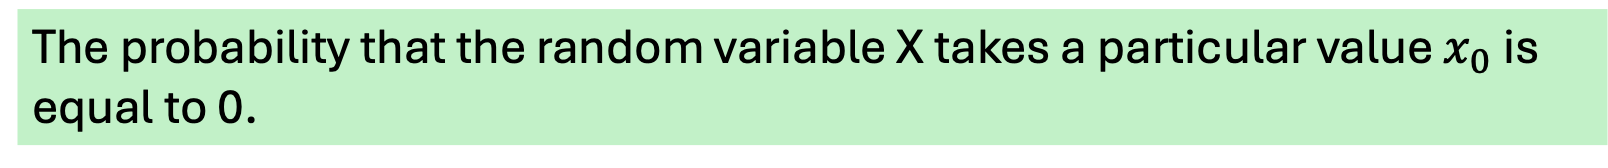 The probability that the random variable X takes a particular value x₀ is
equal to 0.